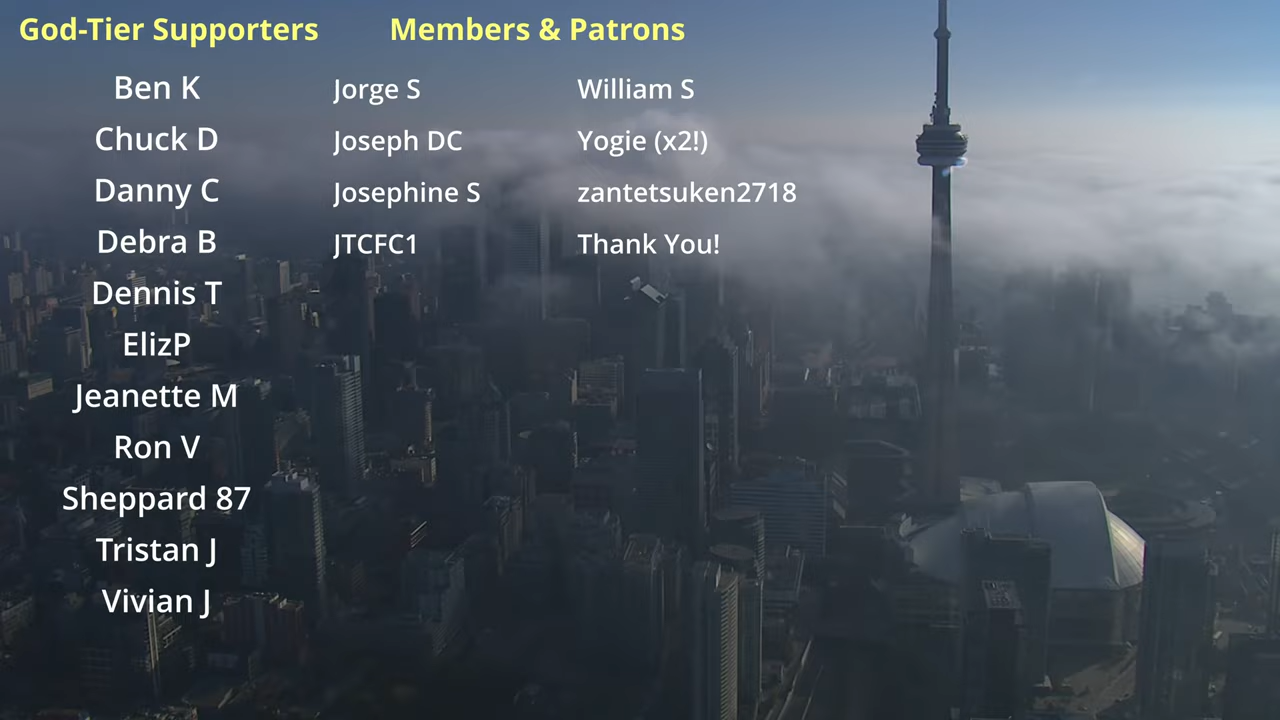 God-Tier Supporters
Ben K
Chuck D
Danny C
Debra B
Dennis T
ElizP
Jeanette M
Ron V
Sheppard 87
Tristan J
Vivian J
Members & Patrons
Jorge S
Joseph DC
Josephine S
JTCFC1
William S
Yogie (x2!)
zantetsuken2718
Thank You!